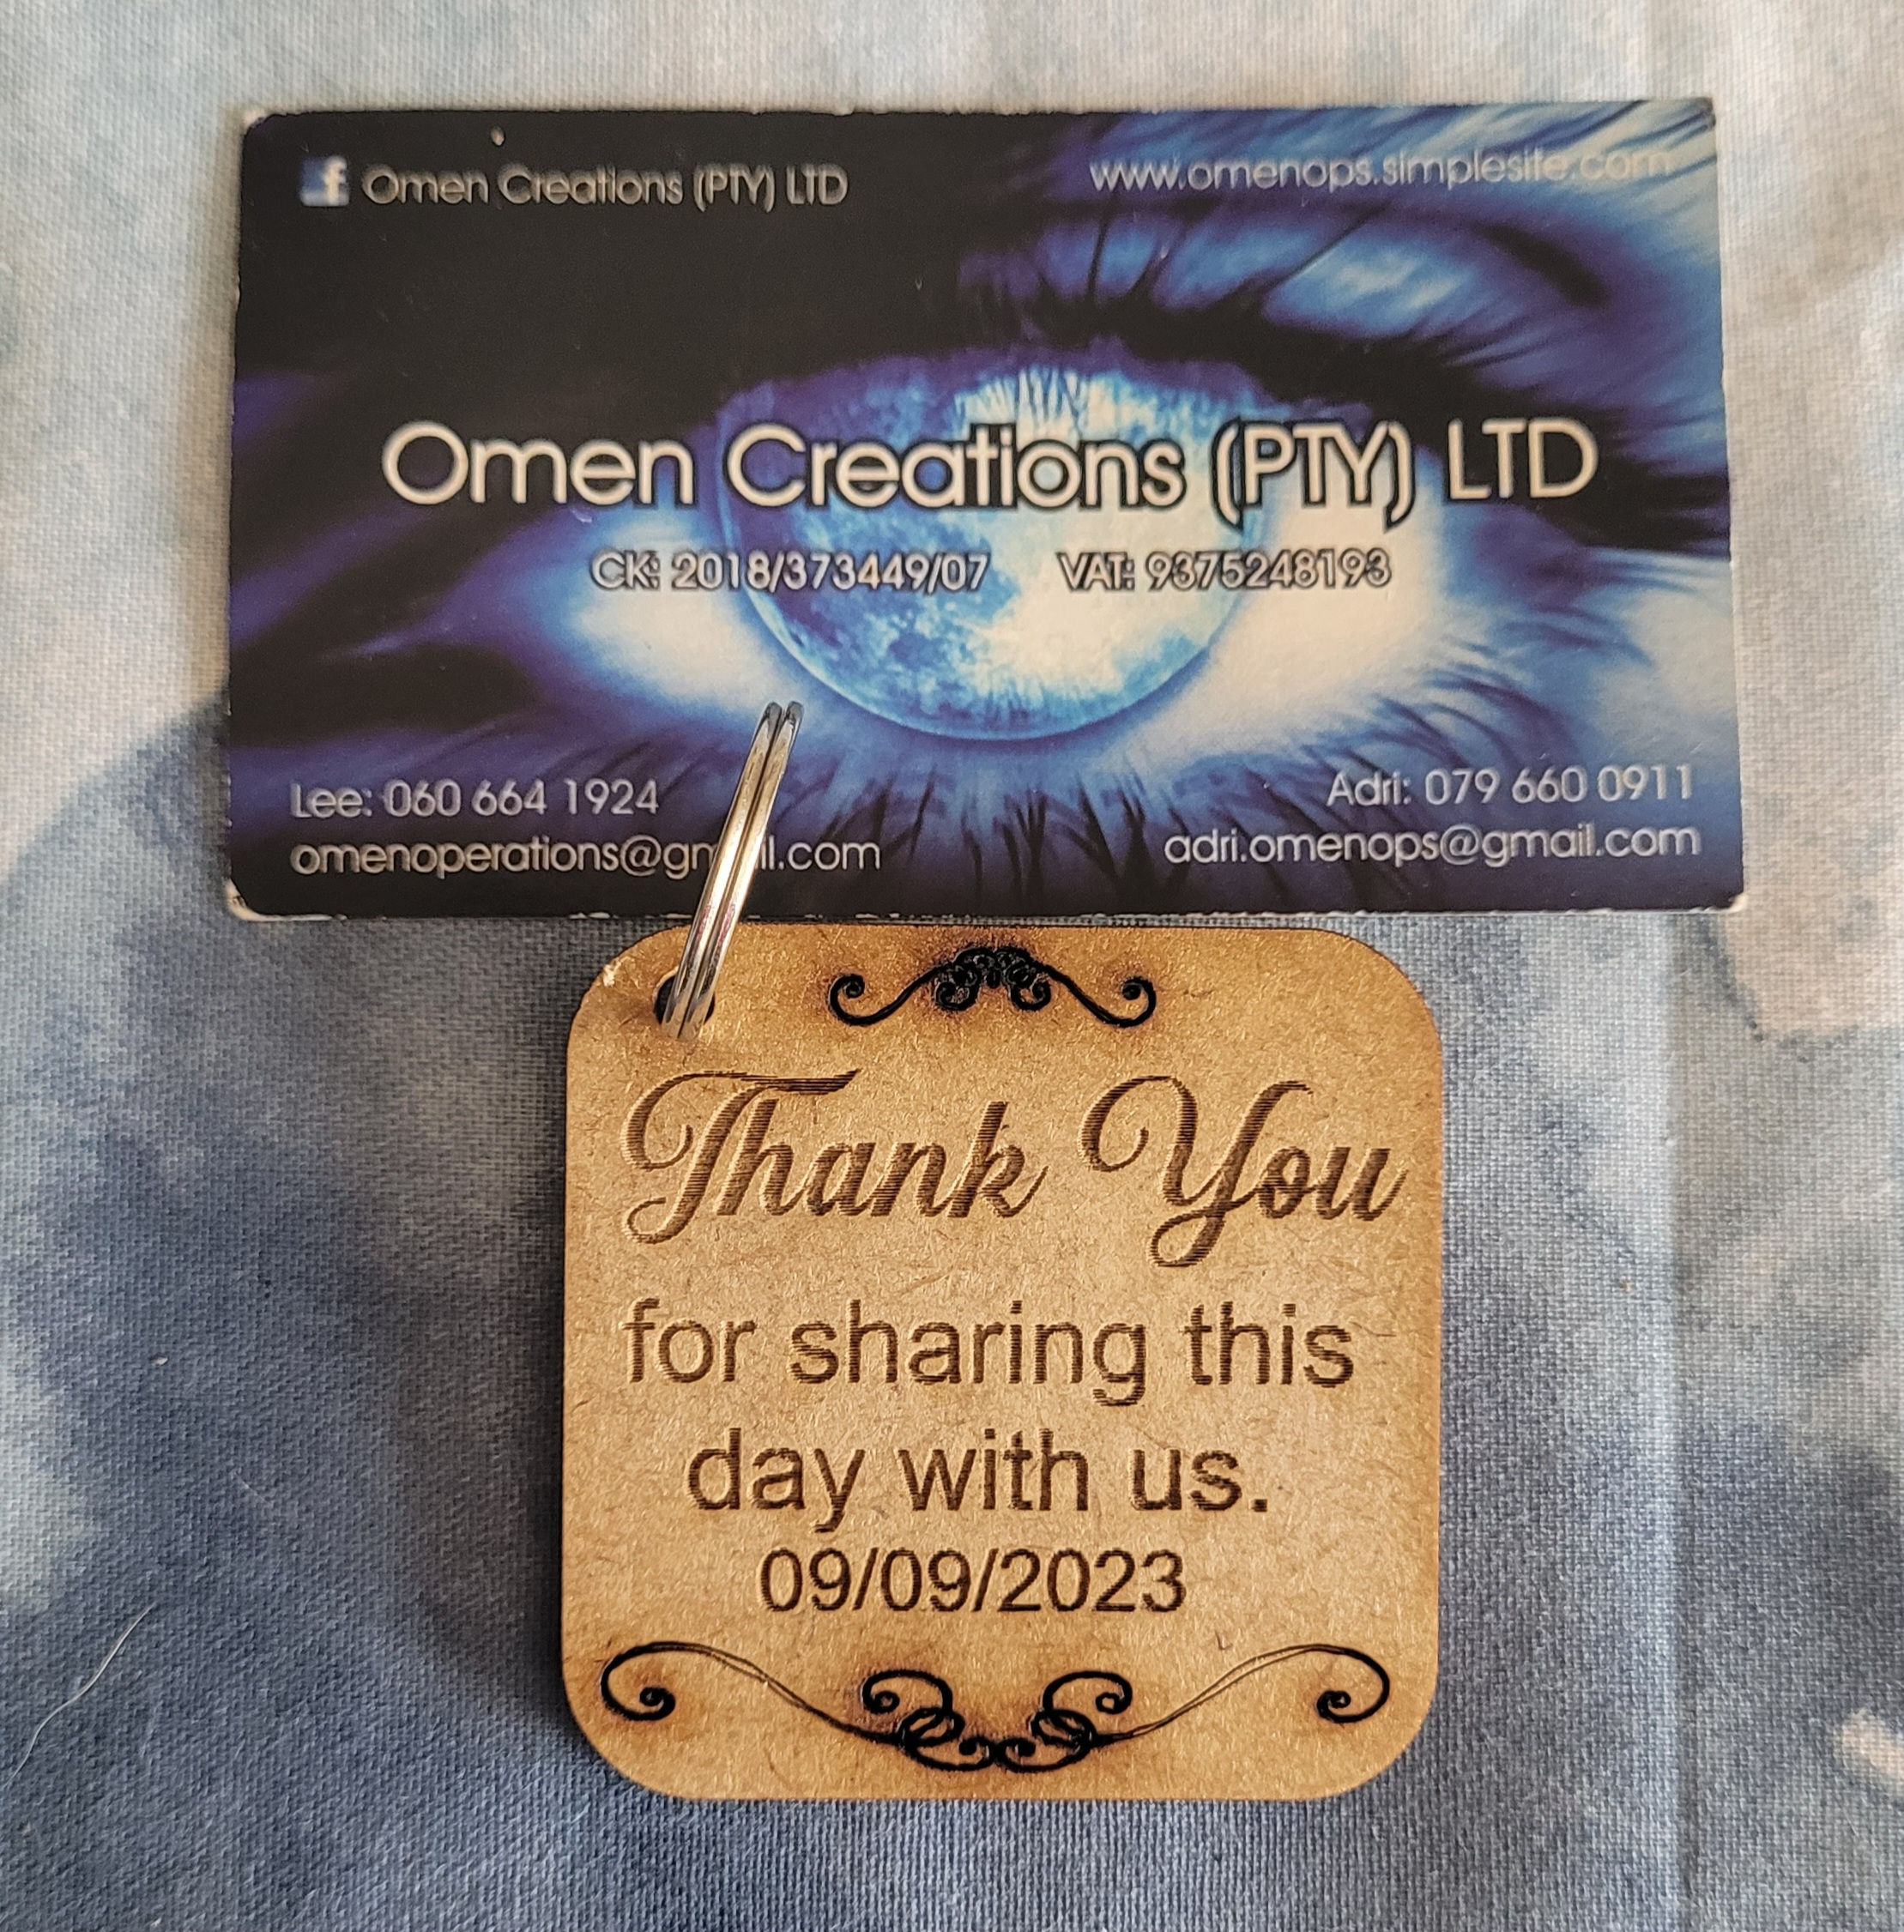 Omen Creations (PTY) LTD
www.omenops.simplesite.com
Omen Creations (PTY) LTD
CK: 2018/373449/07 VAT: 9375248193
Lee: 060 664 1924
Adri: 079 660 0911
adri.omenops@gmail.com
Thank You
for sharing this
day with us.
09/09/2023